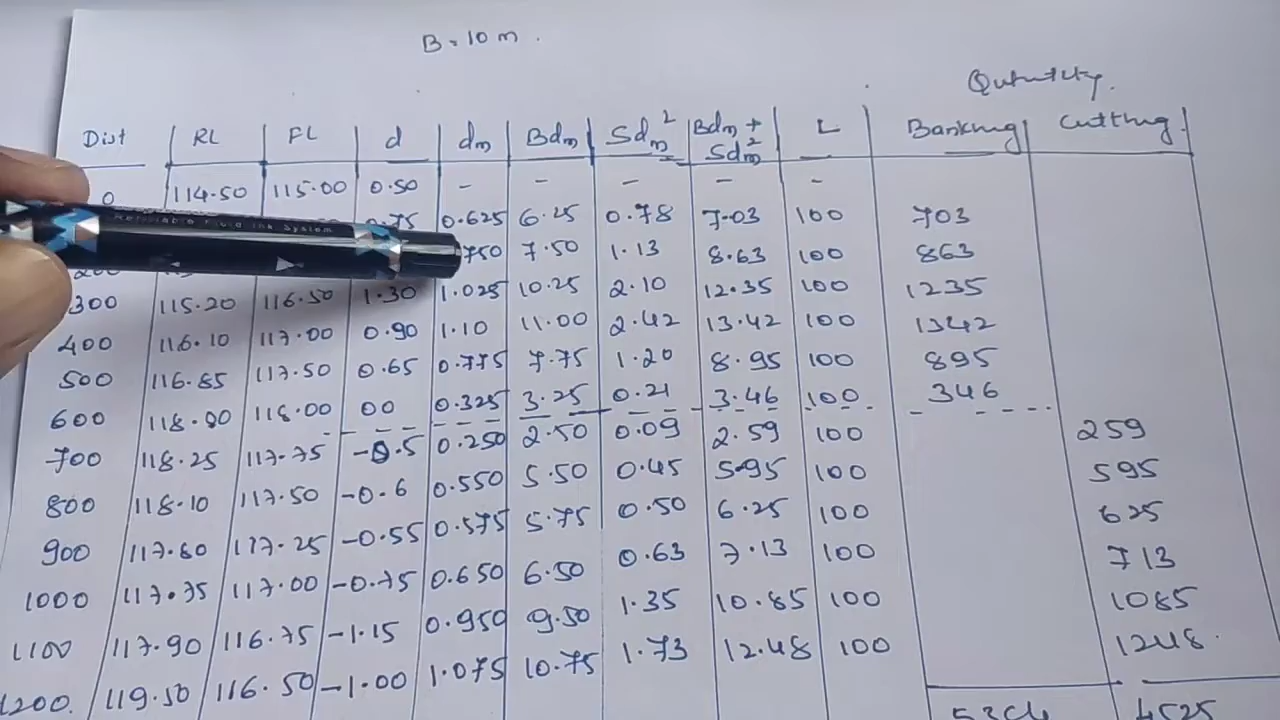 B = 10 m.
Qutntity.
Dist RL FL d dm Bdm Sdm² Bdm + Sdm² L Banking Cutting
0 114.50 115.00 0.50 - - - - -
0.75 0.625 6.25 0.78 7.03 100 703
750 7.50 1.13 8.63 100 863
300 115.20 116.50 1.30 1.025 10.25 2.10 12.35 100 1235
400 116.10 117.00 0.90 1.10 11.00 2.42 13.42 100 1342
500 116.85 117.50 0.65 0.775 7.75 1.20 8.95 100 895
600 118.00 118.00 00 0.325 3.25 0.21 3.46 100 346
700 118.25 117.75 -0.5 0.250 2.50 0.09 2.59 100 259
800 118.10 117.50 -0.6 0.550 5.50 0.45 5.95 100 595
900 117.80 117.25 -0.55 0.575 5.75 0.50 6.25 100 625
1000 117.75 117.00 -0.75 0.650 6.50 0.63 7.13 100 713
1100 117.90 116.75 -1.15 0.950 9.50 1.35 10.85 100 1085
1200. 119.50 116.50 -1.00 1.075 10.75 1.73 12.48 100 1248.
4525